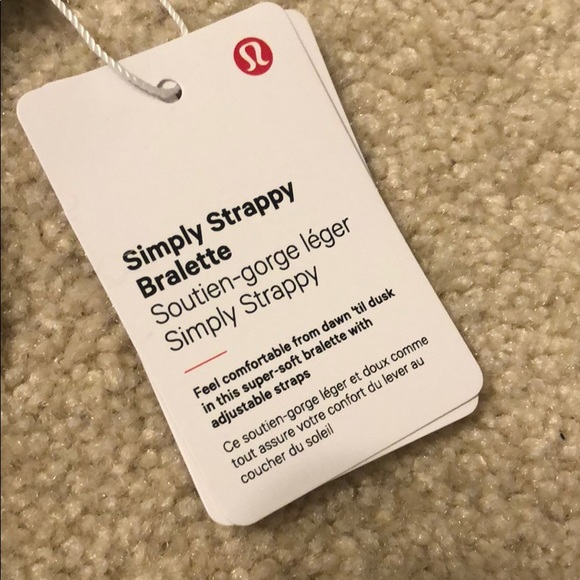 Simply Strappy
Bralette
Soutien-gorge léger
Simply Strappy
Feel comfortable from dawn 'til dusk
in this super-soft bralette with
adjustable straps
Ce soutien-gorge léger et doux comme
tout assure votre confort du lever au
coucher du soleil